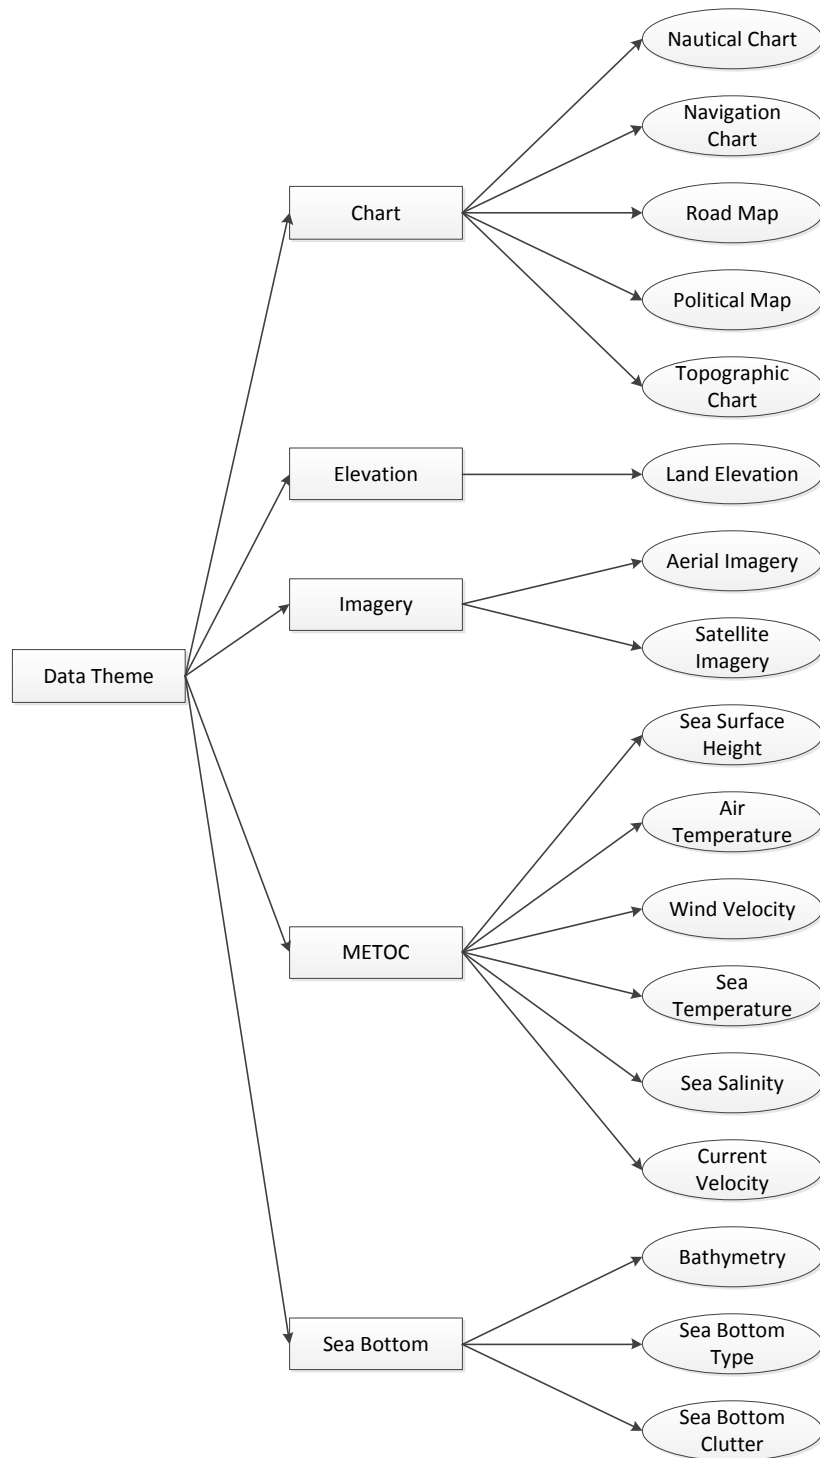 Nautical Chart
Navigation
Chart
Chart
Road Map
Political Map
Topographic
Chart
Elevation
Land Elevation
Aerial Imagery
Imagery
Satellite
Imagery
Data Theme
Sea Surface
Height
Air
Temperature
Wind Velocity
METOC
Sea
Temperature
Sea Salinity
Current
Velocity
Bathymetry
Sea Bottom
Sea Bottom
Type
Sea Bottom
Clutter